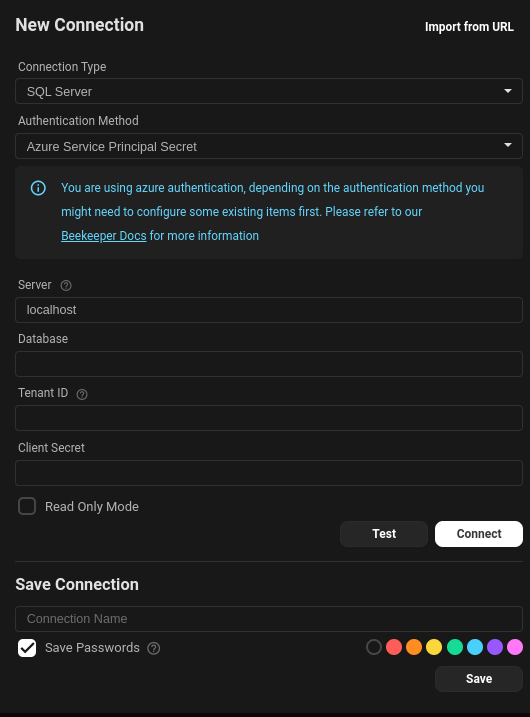 New Connection
Import from URL
Connection Type
SQL Server
Authentication Method
Azure Service Principal Secret
You are using azure authentication, depending on the authentication method you
might need to configure some existing items first. Please refer to our
Beekeeper Docs for more information
Server
localhost
Database
Tenant ID
Client Secret
Read Only Mode
Test
Connect
Save Connection
Connection Name
Save Passwords
Save